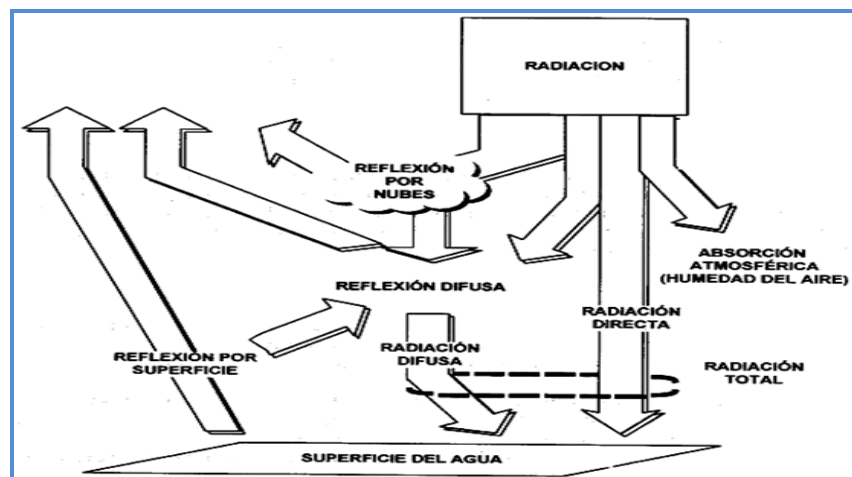 RADIACION
REFLEXIÓN
POR
NUBES
ABSORCIÓN
ATMOSFÉRICA
(HUMEDAD DEL AIRE)
REFLEXIÓN DIFUSA
RADIACIÓN
DIRECTA
REFLEXIÓN POR
SUPERFICIE
RADIACIÓN
DIFUSA
RADIACIÓN
TOTAL
SUPERFICIE DEL AGUA